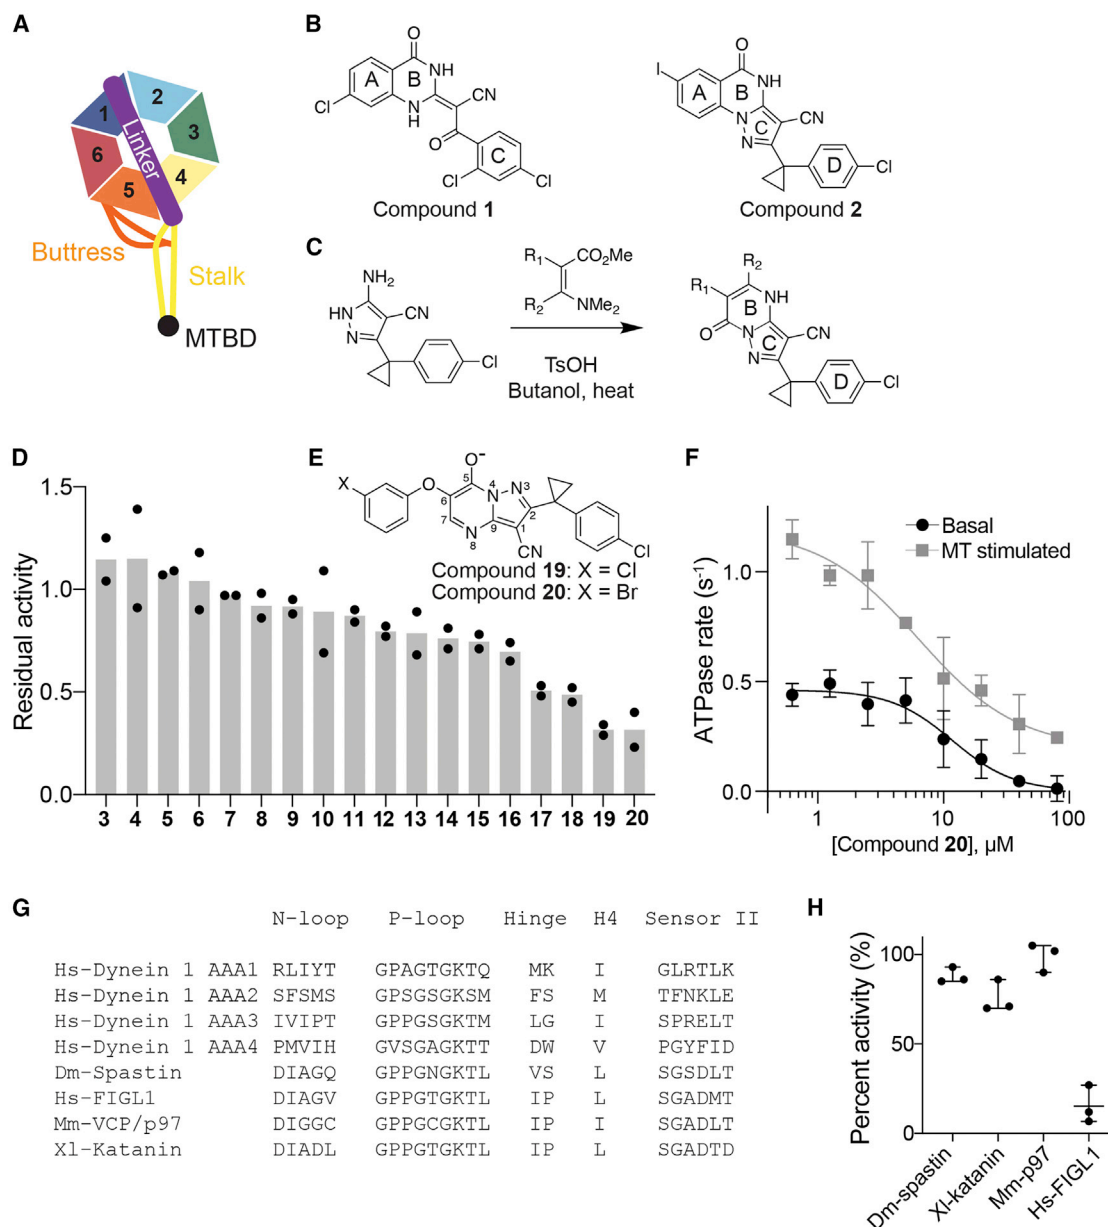 A
1
2
3
4
5
6
Linker
Buttress
Stalk
MTBD
B
O
A
B
NH
Cl
N
H
CN
O
C
Cl
Cl
Compound 1
O
I
A
B
NH
N
CN
N
C
D
Cl
Compound 2
C
NH2
HN
N
CN
Cl
R1
CO2Me
R2
NMe2
TsOH
Butanol, heat
R2
R1
B
NH
O
N
CN
N
C
D
Cl
D
Residual activity
1.5
1.0
0.5
0.0
3 4 5 6 7 8 9 10 11 12 13 14 15 16 17 18 19 20
E
X
O
O-
5
4
N
3
N
6
7
8
N
9
1
2
CN
Cl
Compound 19: X = Cl
Compound 20: X = Br
F
Basal
MT stimulated
ATPase rate (s-1)
1.0
0.5
0.0
1 10 100
[Compound 20], µM
G
N-loop P-loop Hinge H4 Sensor II
Hs-Dynein 1 AAA1 RLIYT GPAGTGKTQ MK I GLRTLK
Hs-Dynein 1 AAA2 SFSMS GPSGSGKSM FS M TFNKLE
Hs-Dynein 1 AAA3 IVIPT GPPGSGKTM LG I SPRELT
Hs-Dynein 1 AAA4 PMVIH GVSGAGKTT DW V PGYFID
Dm-Spastin DIAGQ GPPGNGKTL VS L SGSDLT
Hs-FIGL1 DIAGV GPPGTGKTL IP L SGADMT
Mm-VCP/p97 DIGGC GPPGCGKTL IP I SGADLT
Xl-Katanin DIADL GPPGTGKTL IP L SGADTD
H
Percent activity (%)
100
50
0
Dm-spastin
Xl-katanin
Mm-p97
Hs-FIGL1